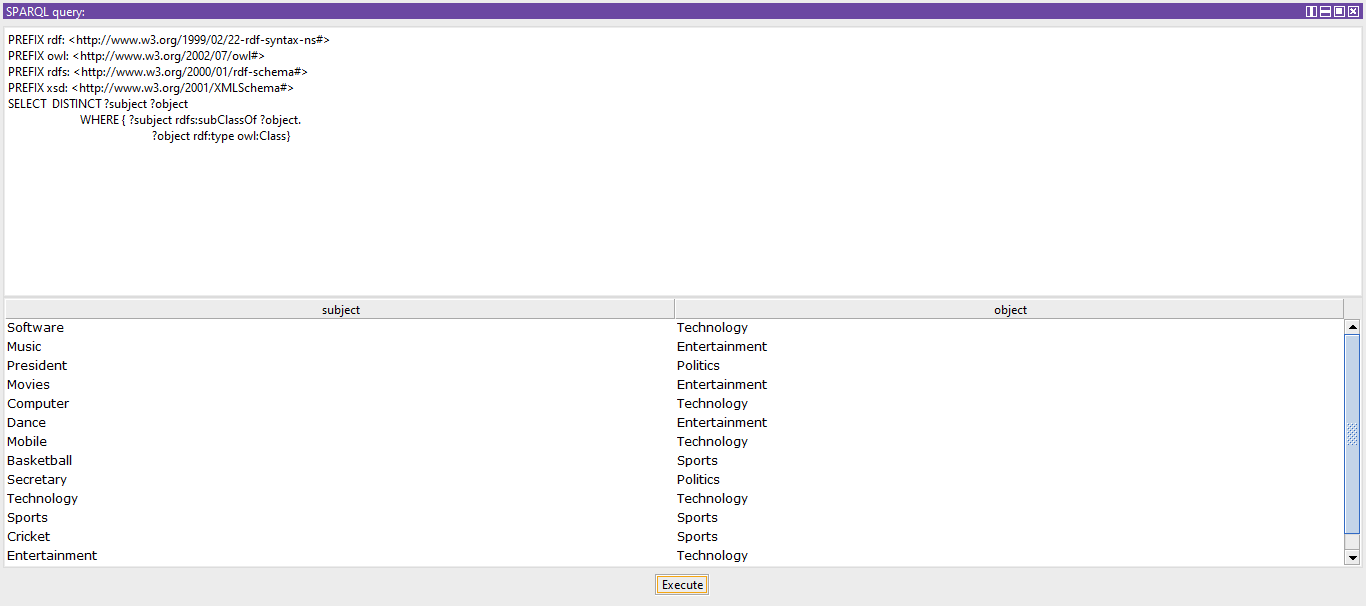 SPARQL query:
PREFIX rdf: <http://www.w3.org/1999/02/22-rdf-syntax-ns#>
PREFIX owl: <http://www.w3.org/2002/07/owl#>
PREFIX rdfs: <http://www.w3.org/2000/01/rdf-schema#>
PREFIX xsd: <http://www.w3.org/2001/XMLSchema#>
SELECT DISTINCT ?subject ?object
WHERE { ?subject rdfs:subClassOf ?object.
?object rdf:type owl:Class}
subject object
Software Technology
Music Entertainment
President Politics
Movies Entertainment
Computer Technology
Dance Entertainment
Mobile Technology
Basketball Sports
Secretary Politics
Technology Technology
Sports Sports
Cricket Sports
Entertainment Technology
Execute